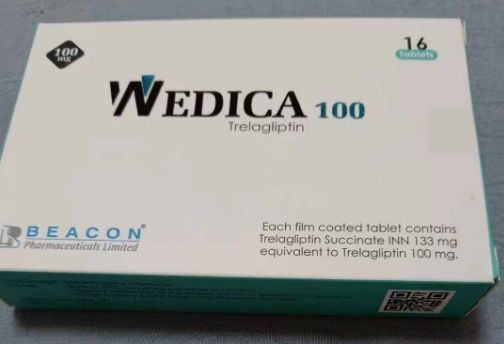 100
mg
16
Tablets
WEDICA 100
Trelagliptin
BEACON®
Pharmaceuticals Limited
Each film coated tablet contains
Trelagliptin Succinate INN 133 mg
equivalent to Trelagliptin 100 mg.